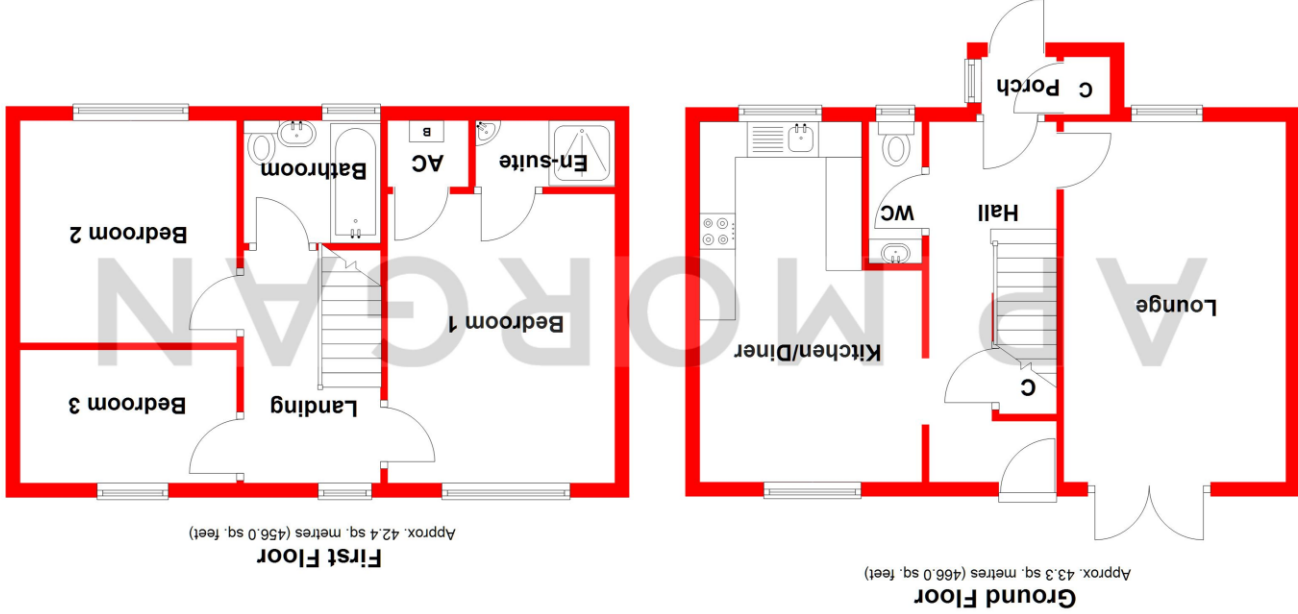 Ground Floor
Approx. 43.3 sq. metres (466.0 sq. feet)
C
Lounge
Kitchen/Diner
Hall
WC
C
Porch
First Floor
Approx. 42.4 sq. metres (456.0 sq. feet)
Landing
Bedroom 3
Bedroom 1
Bedroom 2
En-suite
AC
Bathroom
B
AP MORGAN